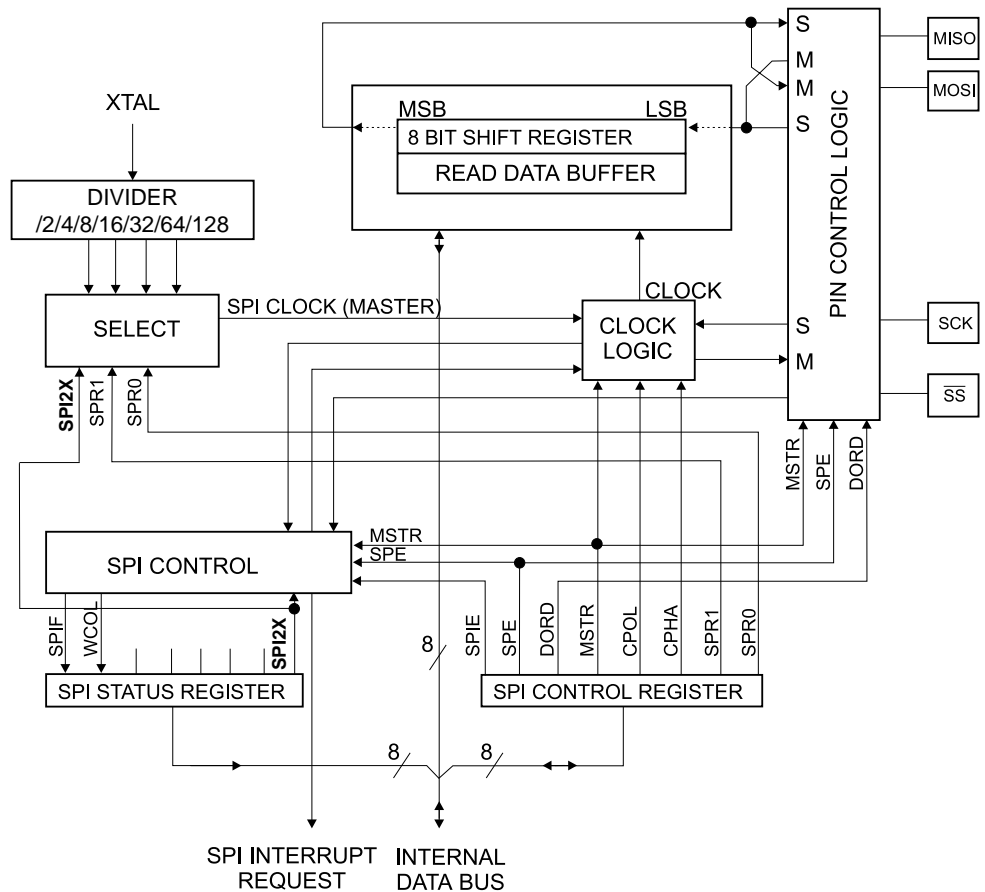 MISO
MOSI
SCK
SS
PIN CONTROL LOGIC
S
M
M
S
S
M
MSTR
SPE
DORD
XTAL
DIVIDER
/2/4/8/16/32/64/128
MSB
LSB
8 BIT SHIFT REGISTER
READ DATA BUFFER
SELECT
SPI CLOCK (MASTER)
CLOCK
CLOCK
LOGIC
SPI2X
SPR1
SPR0
SPI CONTROL
MSTR
SPE
SPIF
WCOL
SPI2X
SPI STATUS REGISTER
8
SPIE
SPE
DORD
MSTR
CPOL
CPHA
SPR1
SPR0
SPI CONTROL REGISTER
8
8
SPI INTERRUPT
REQUEST
INTERNAL
DATA BUS